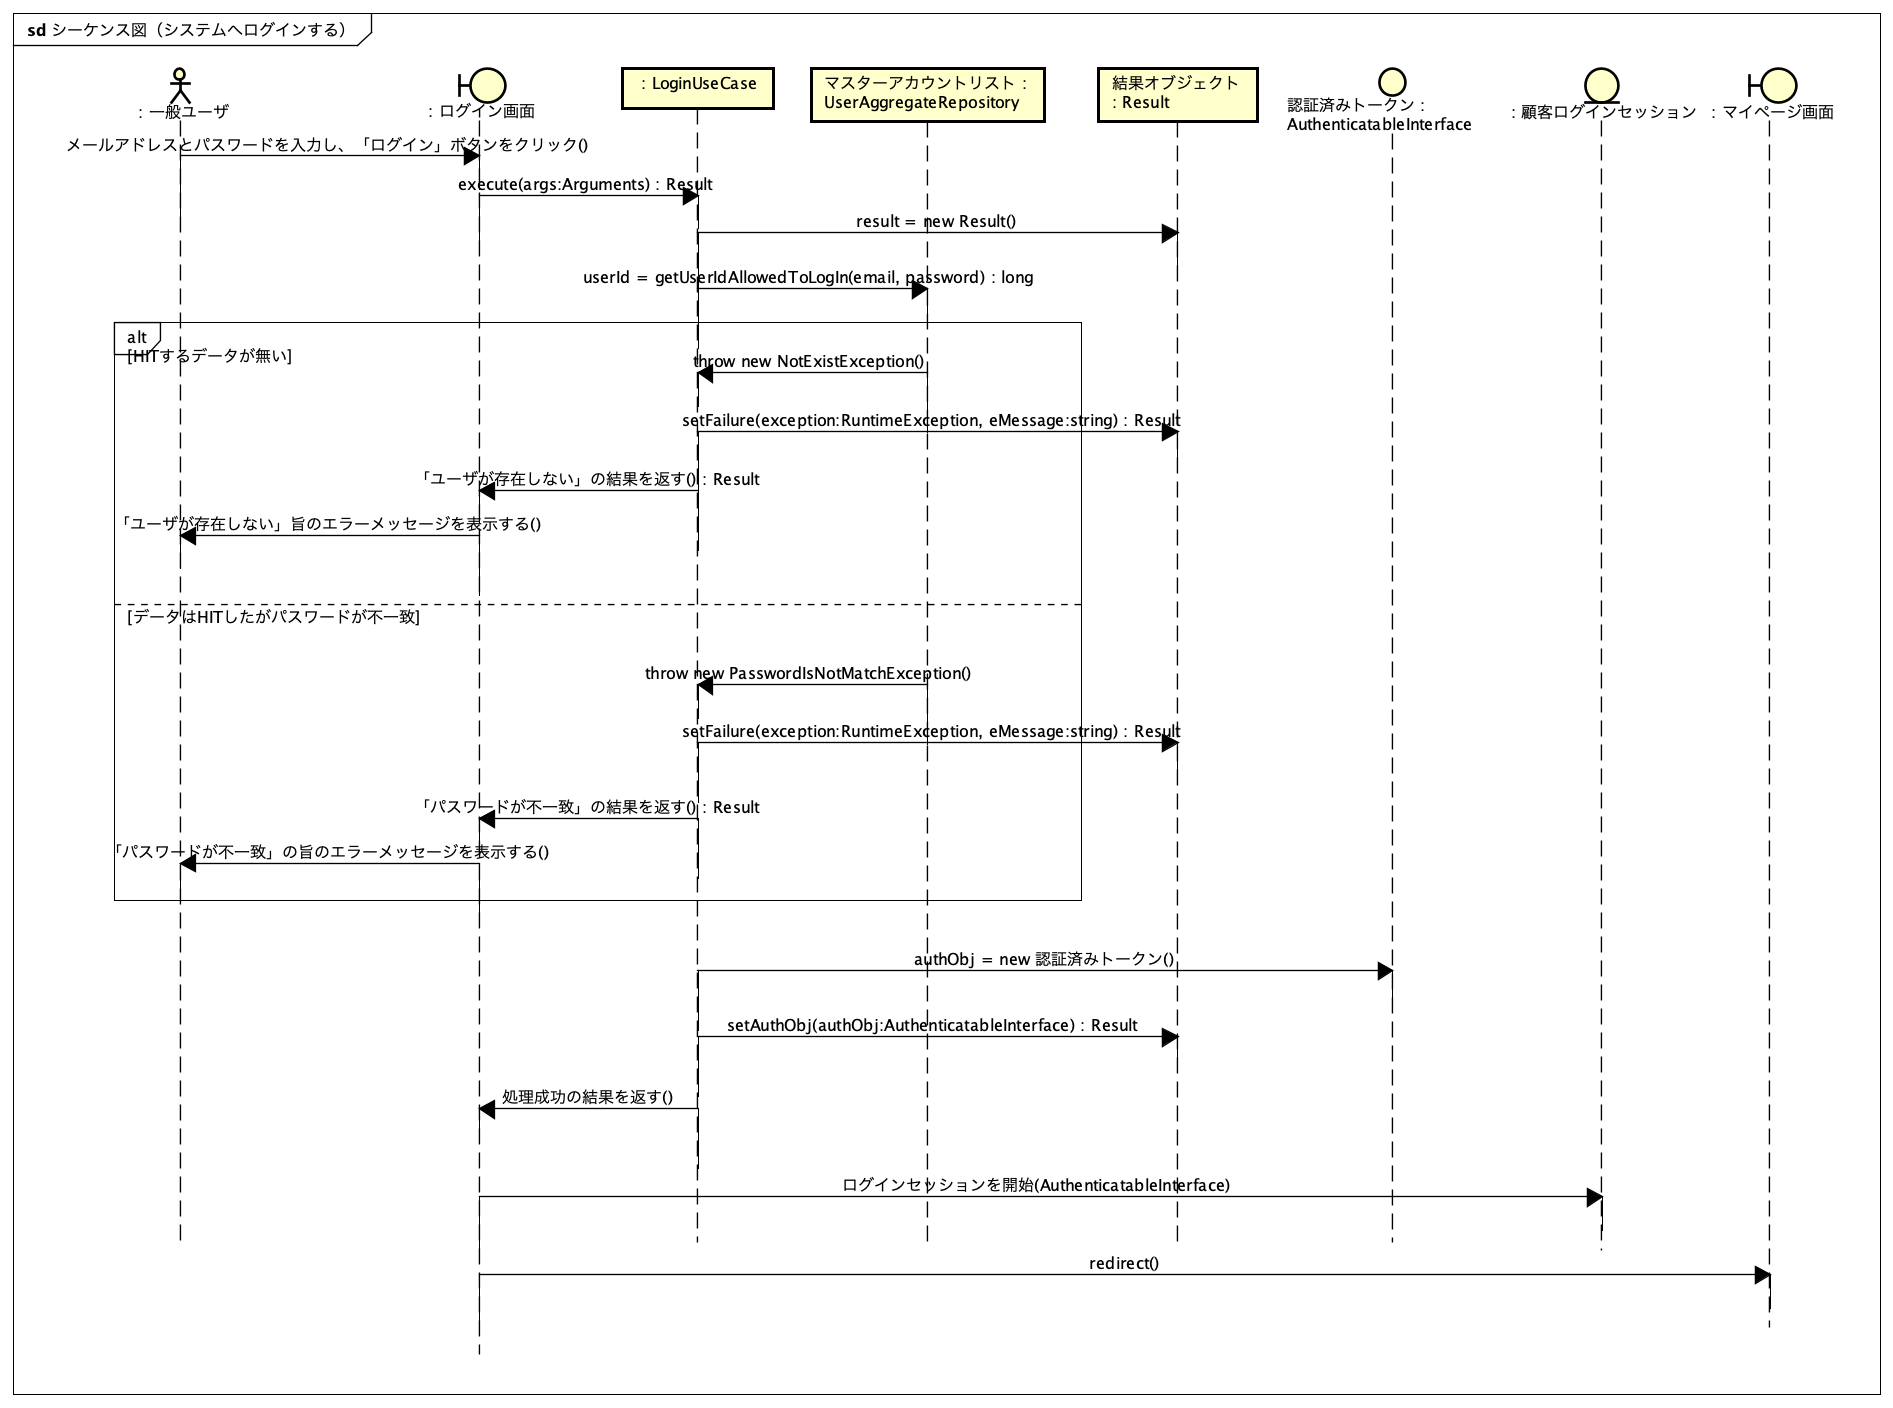 sd シーケンス図（システムへログインする）
: 一般ユーザ
: ログイン画面
: LoginUseCase
マスターアカウントリスト :
UserAggregateRepository
結果オブジェクト
: Result
認証済みトークン :
AuthenticatableInterface
: 顧客ログインセッション
: マイページ画面
メールアドレスとパスワードを入力し、「ログイン」ボタンをクリック()
execute(args:Arguments) : Result
result = new Result()
userId = getUserIdAllowedToLogIn(email, password) : long
alt
[HITするデータが無い]
throw new NotExistException()
setFailure(exception:RuntimeException, eMessage:string) : Result
「ユーザが存在しない」の結果を返す() : Result
「ユーザが存在しない」旨のエラーメッセージを表示する()
[データはHITしたがパスワードが不一致]
throw new PasswordIsNotMatchException()
setFailure(exception:RuntimeException, eMessage:string) : Result
「パスワードが不一致」の結果を返す() : Result
「パスワードが不一致」の旨のエラーメッセージを表示する()
authObj = new 認証済みトークン()
setAuthObj(authObj:AuthenticatableInterface) : Result
処理成功の結果を返す()
ログインセッションを開始(AuthenticatableInterface)
redirect()